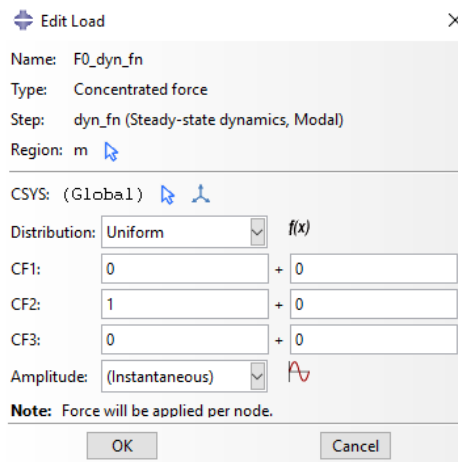 Edit Load
Name: F0_dyn_fn
Type: Concentrated force
Step: dyn_fn (Steady-state dynamics, Modal)
Region: m
CSYS: (Global)
Distribution: Uniform f(x)
CF1: 0 + 0
CF2: 1 + 0
CF3: 0 + 0
Amplitude: (Instantaneous)
Note: Force will be applied per node.
OK Cancel